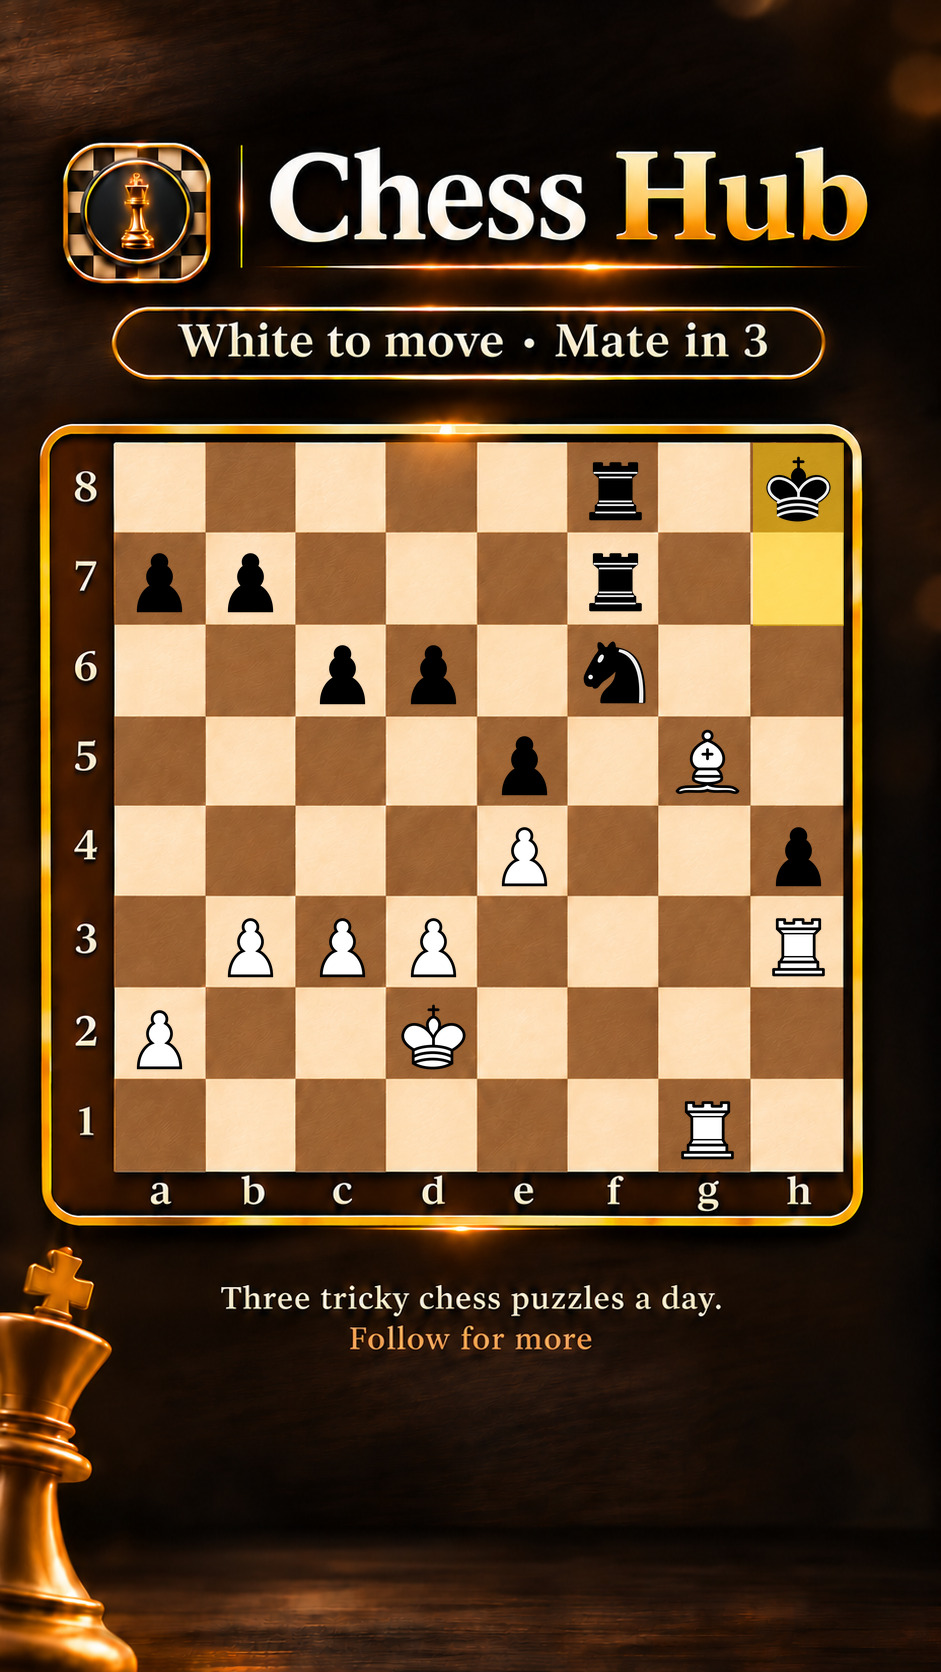 Chess Hub
White to move • Mate in 3
8
7
6
5
4
3
2
1
a b c d e f g h
Three tricky chess puzzles a day.
Follow for more